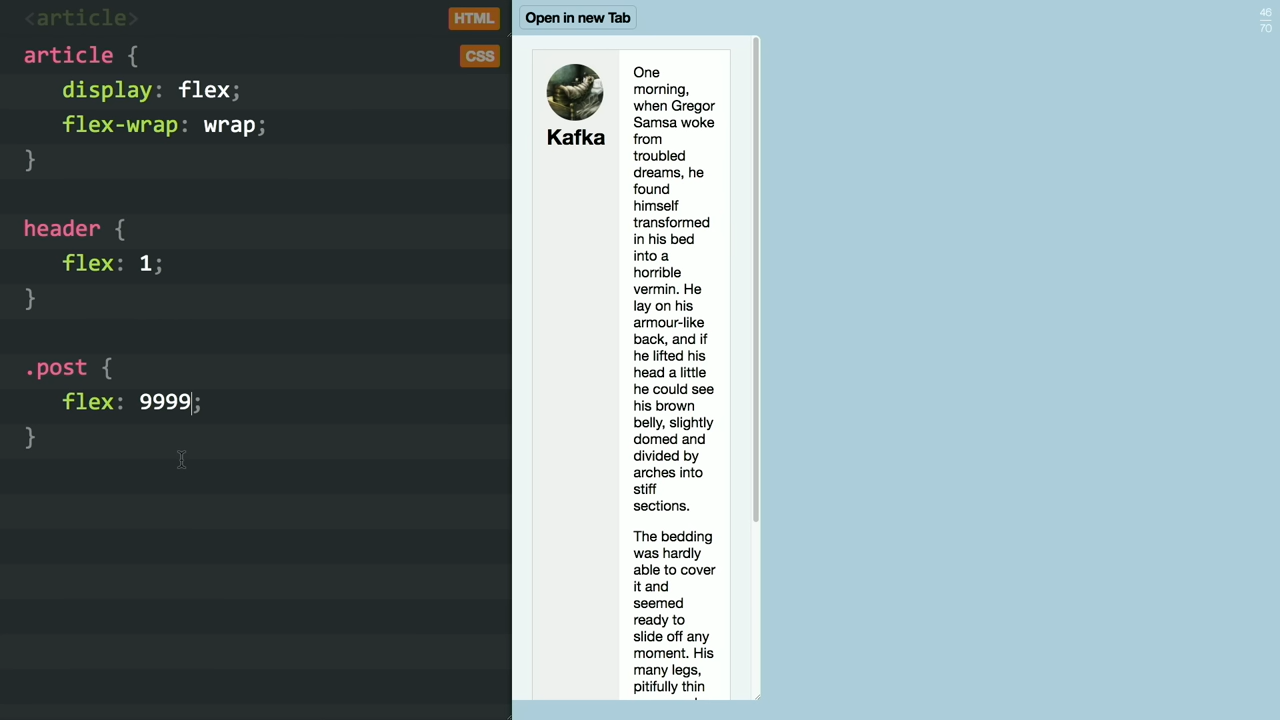 <article>
HTML
article {
CSS
display: flex;
flex-wrap: wrap;
}
header {
flex: 1;
}
.post {
flex: 9999;
}
Open in new Tab
46
70
Kafka
One
morning,
when Gregor
Samsa woke
from
troubled
dreams, he
found
himself
transformed
in his bed
into a
horrible
vermin. He
lay on his
armour-like
back, and if
he lifted his
head a little
he could see
his brown
belly, slightly
domed and
divided by
arches into
stiff
sections.
The bedding
was hardly
able to cover
it and
seemed
ready to
slide off any
moment. His
many legs,
pitifully thin